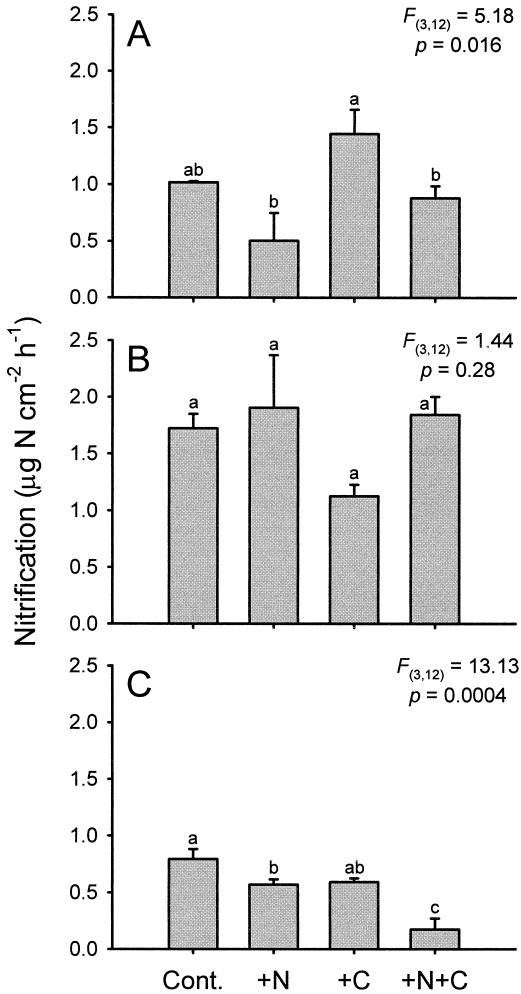 Nitrification (µg N cm⁻² h⁻¹)
2.5
2.0
1.5
1.0
0.5
0.0
A
F(3,12) = 5.18
p = 0.016
ab
b
a
b
2.5
2.0
1.5
1.0
0.5
0.0
B
F(3,12) = 1.44
p = 0.28
a
a
a
a
2.5
2.0
1.5
1.0
0.5
0.0
C
F(3,12) = 13.13
p = 0.0004
a
b
ab
c
Cont. +N +C +N+C